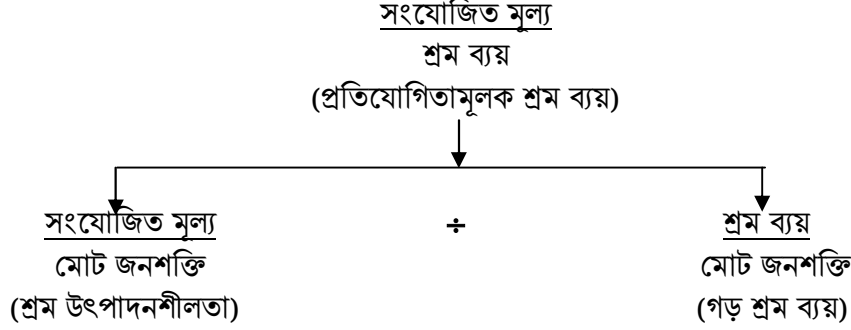 সংযোজিত মূল্য
শ্রম ব্যয়
(প্রতিযোগিতামূলক শ্রম ব্যয়)
সংযোজিত মূল্য ÷ শ্রম ব্যয়
মোট জনশক্তি মোট জনশক্তি
(শ্রম উৎপাদনশীলতা) (গড় শ্রম ব্যয়)